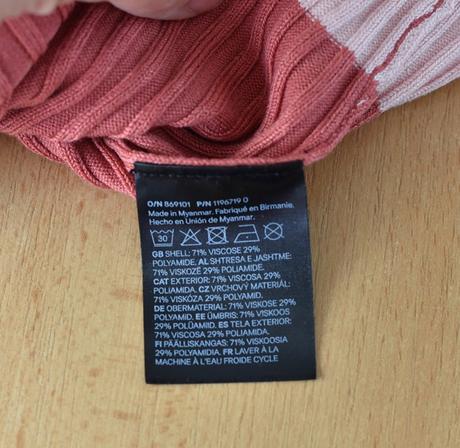 O/N 869101 P/N 1196719 0
Made in Myanmar. Fabriqué en Birmanie.
Hecho en Unión de Myanmar.
30
GB SHELL: 71% VISCOSE 29%
POLYAMIDE. AL SHTRESA E JASHTME:
71% VISKOZË 29% POLIAMIDE.
CAT EXTERIOR: 71% VISCOSA 29%
POLIAMIDA. CZ VRCHOVÝ MATERIÁL:
71% VISKÓZA 29% POLYAMID.
DE OBERMATERIAL: 71% VISKOSE 29%
POLYAMID. EE ÜMBRIS: 71% VISKOOS
29% POLÜAMIID. ES TELA EXTERIOR:
71% VISCOSA 29% POLIAMIDA.
FI PÄÄLLISKANGAS: 71% VISKOOSIA
29% POLYAMIDIA. FR LAVER À LA
MACHINE À L'EAU FROIDE CYCLE